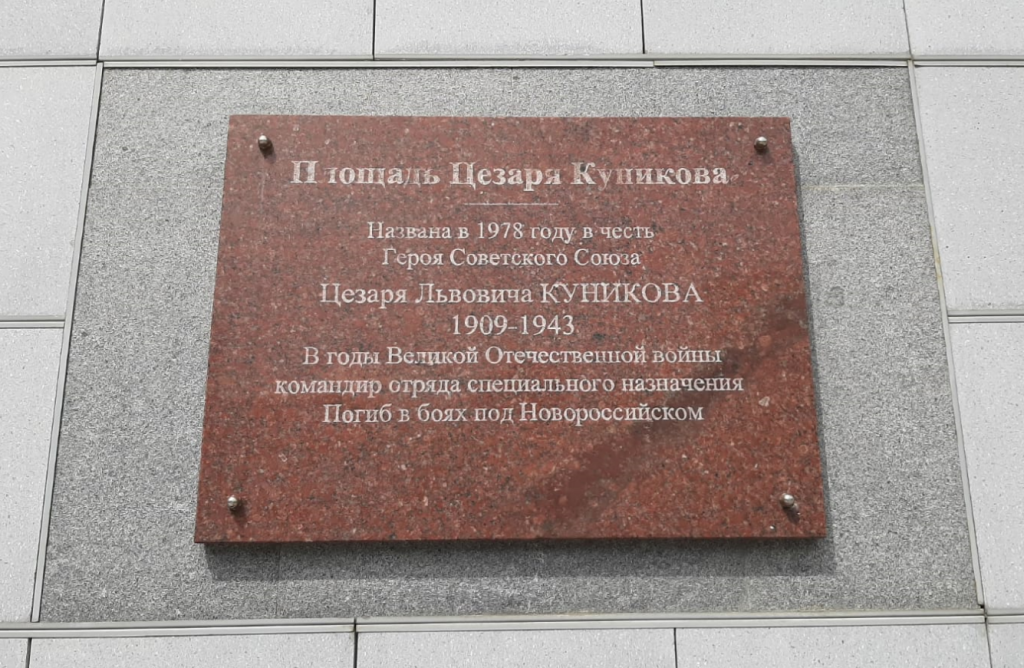 Площадь Цезаря Куникова
Названа в 1978 году в честь
Героя Советского Союза
Цезаря Львовича КУНИКОВА
1909-1943
В годы Великой Отечественной войны
командир отряда специального назначения
Погиб в боях под Новороссийском